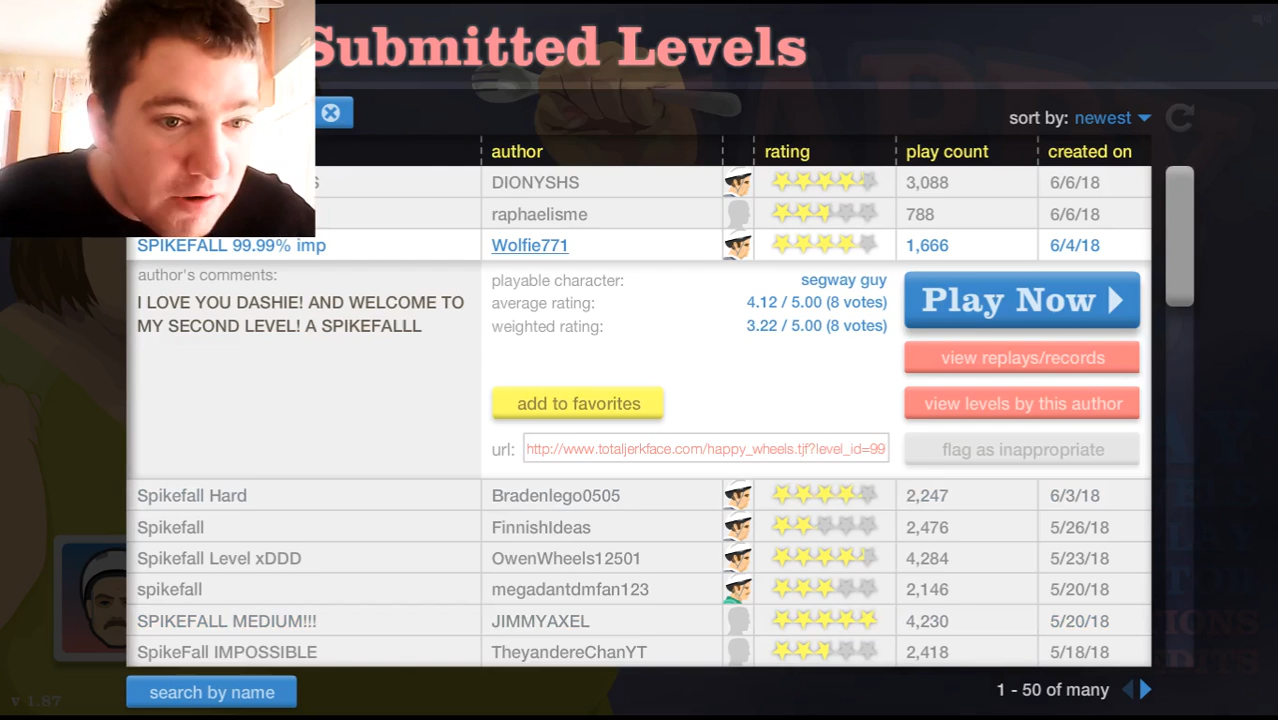 Submitted Levels
sort by: newest
author rating play count created on
DIONYSHS 3,088 6/6/18
raphaelisme 788 6/6/18
SPIKEFALL 99.99% imp Wolfie771 1,666 6/4/18
author's comments:
I LOVE YOU DASHIE! AND WELCOME TO
MY SECOND LEVEL! A SPIKEFALLL
playable character: segway guy
average rating: 4.12 / 5.00 (8 votes)
weighted rating: 3.22 / 5.00 (8 votes)
Play Now
view replays/records
add to favorites
view levels by this author
url: http://www.totaljerkface.com/happy_wheels.tjf?level_id=99
flag as inappropriate
Spikefall Hard Bradenlego0505 2,247 6/3/18
Spikefall FinnishIdeas 2,476 5/26/18
Spikefall Level xDDD OwenWheels12501 4,284 5/23/18
spikefall megadantdmfan123 2,146 5/20/18
SPIKEFALL MEDIUM!!! JIMMYAXEL 4,230 5/20/18
SpikeFall IMPOSSIBLE TheyandereChanYT 2,418 5/18/18
search by name
1 - 50 of many
v 1.87